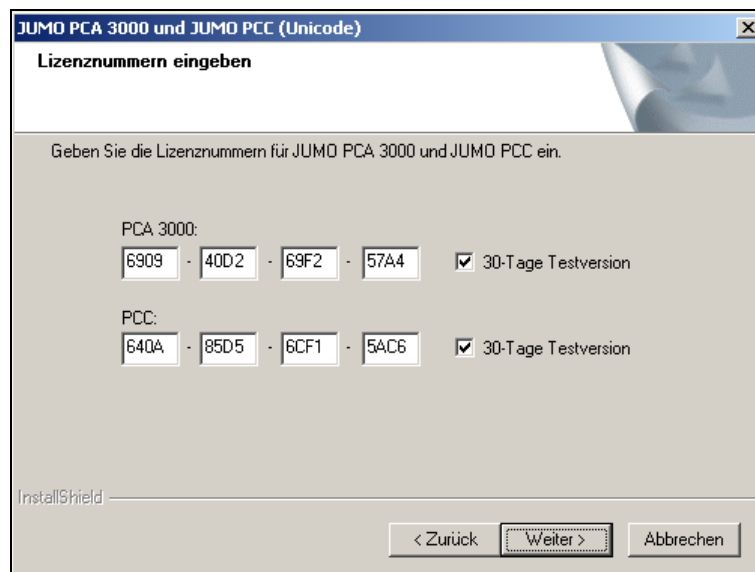 JUMO PCA 3000 und JUMO PCC (Unicode)
Lizenznummern eingeben
Geben Sie die Lizenznummern für JUMO PCA 3000 und JUMO PCC ein.
PCA 3000:
6909 - 40D2 - 69F2 - 57A4 30-Tage Testversion
PCC:
640A - 85D5 - 6CF1 - 5AC6 30-Tage Testversion
InstallShield
< Zurück Weiter > Abbrechen